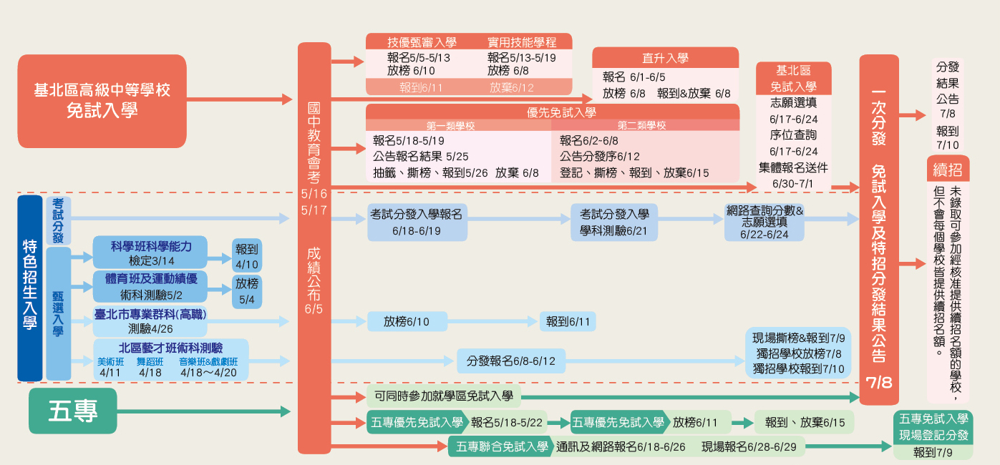 基北區高級中等學校
免試入學
國中教育會考
5/16
5/17
成績公布
6/5
技優甄審入學
報名5/5-5/13
放榜 6/10
報到6/11
實用技能學程
報名5/13-5/19
放榜 6/8
放棄6/12
直升入學
報名 6/1-6/5
放榜 6/8 報到&放棄 6/8
優先免試入學
第一類學校
報名5/18-5/19
公告報名結果 5/25
抽籤、撕榜、報到5/26 放棄 6/8
第二類學校
報名6/2-6/8
公告分發序6/12
登記、撕榜、報到、放棄6/15
基北區
免試入學
志願選填
6/17-6/24
序位查詢
6/17-6/24
集體報名送件
6/30~7/1
一次分發 免試入學及特招分發結果公告
7/8
分發
結果
公告
7/8
報到
7/10
續招
未錄取可參加經核准提供續招名額的學校，
但不會每個學校皆提供續招名額。
特色招生入學
考試分發
考試分發入學報名
6/18-6/19
考試分發入學
學科測驗6/21
網路查詢分數&
志願選填
6/22-6/24
甄選入學
科學班科學能力
檢定3/14
報到
4/10
體育班及運動績優
術科測驗5/2
放榜
5/4
臺北市專業群科(高職)
測驗4/26
放榜6/10
報到6/11
北區藝才班術科測驗
美術班
4/11
舞蹈班
4/18
音樂班&戲劇班
4/18～4/20
分發報名6/8-6/12
現場撕榜&報到7/9
獨招學校放榜7/8
獨招學校報到7/10
五專
可同時參加就學區免試入學
五專優先免試入學 報名5/18-5/22
五專優先免試入學 放榜6/11
報到、放棄6/15
五專聯合免試入學 通訊及網路報名6/18-6/26 現場報名6/28-6/29
五專免試入學
現場登記分發
報到7/9